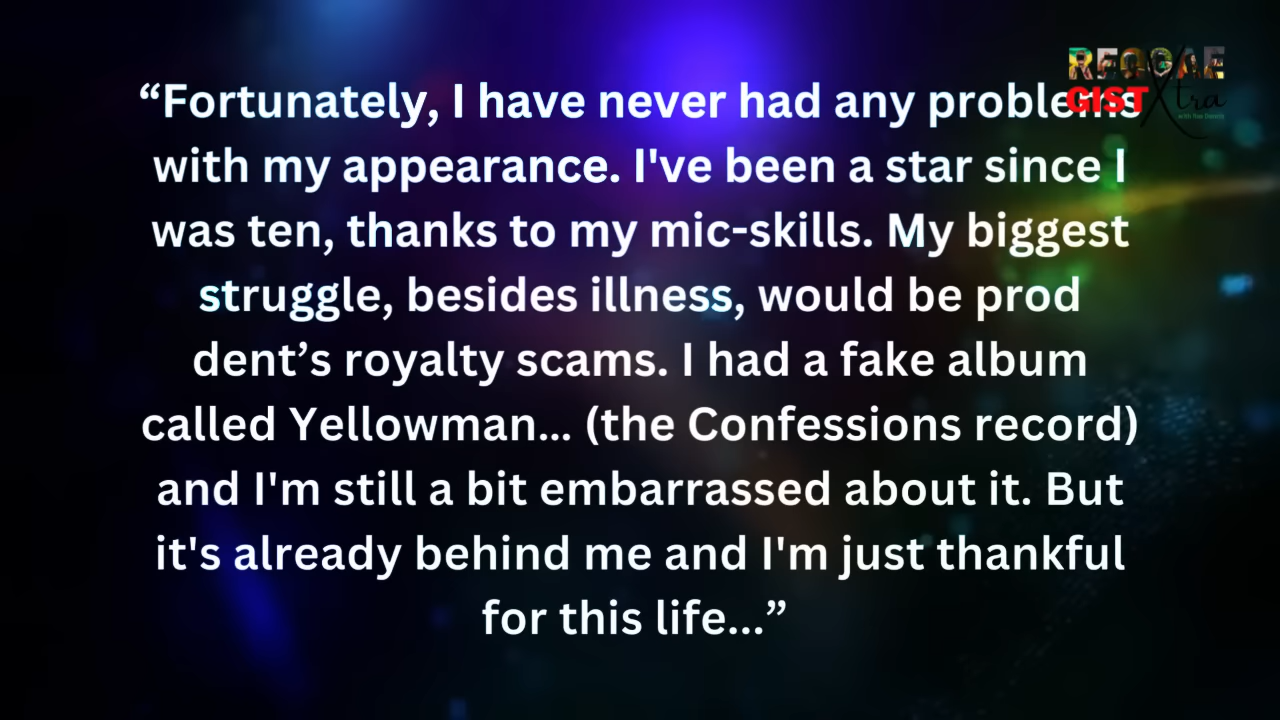 REGGAE
GIST Xtra
“Fortunately, I have never had any problems
with my appearance. I've been a star since I
was ten, thanks to my mic-skills. My biggest
struggle, besides illness, would be prod
dent’s royalty scams. I had a fake album
called Yellowman... (the Confessions record)
and I'm still a bit embarrassed about it. But
it's already behind me and I'm just thankful
for this life...”